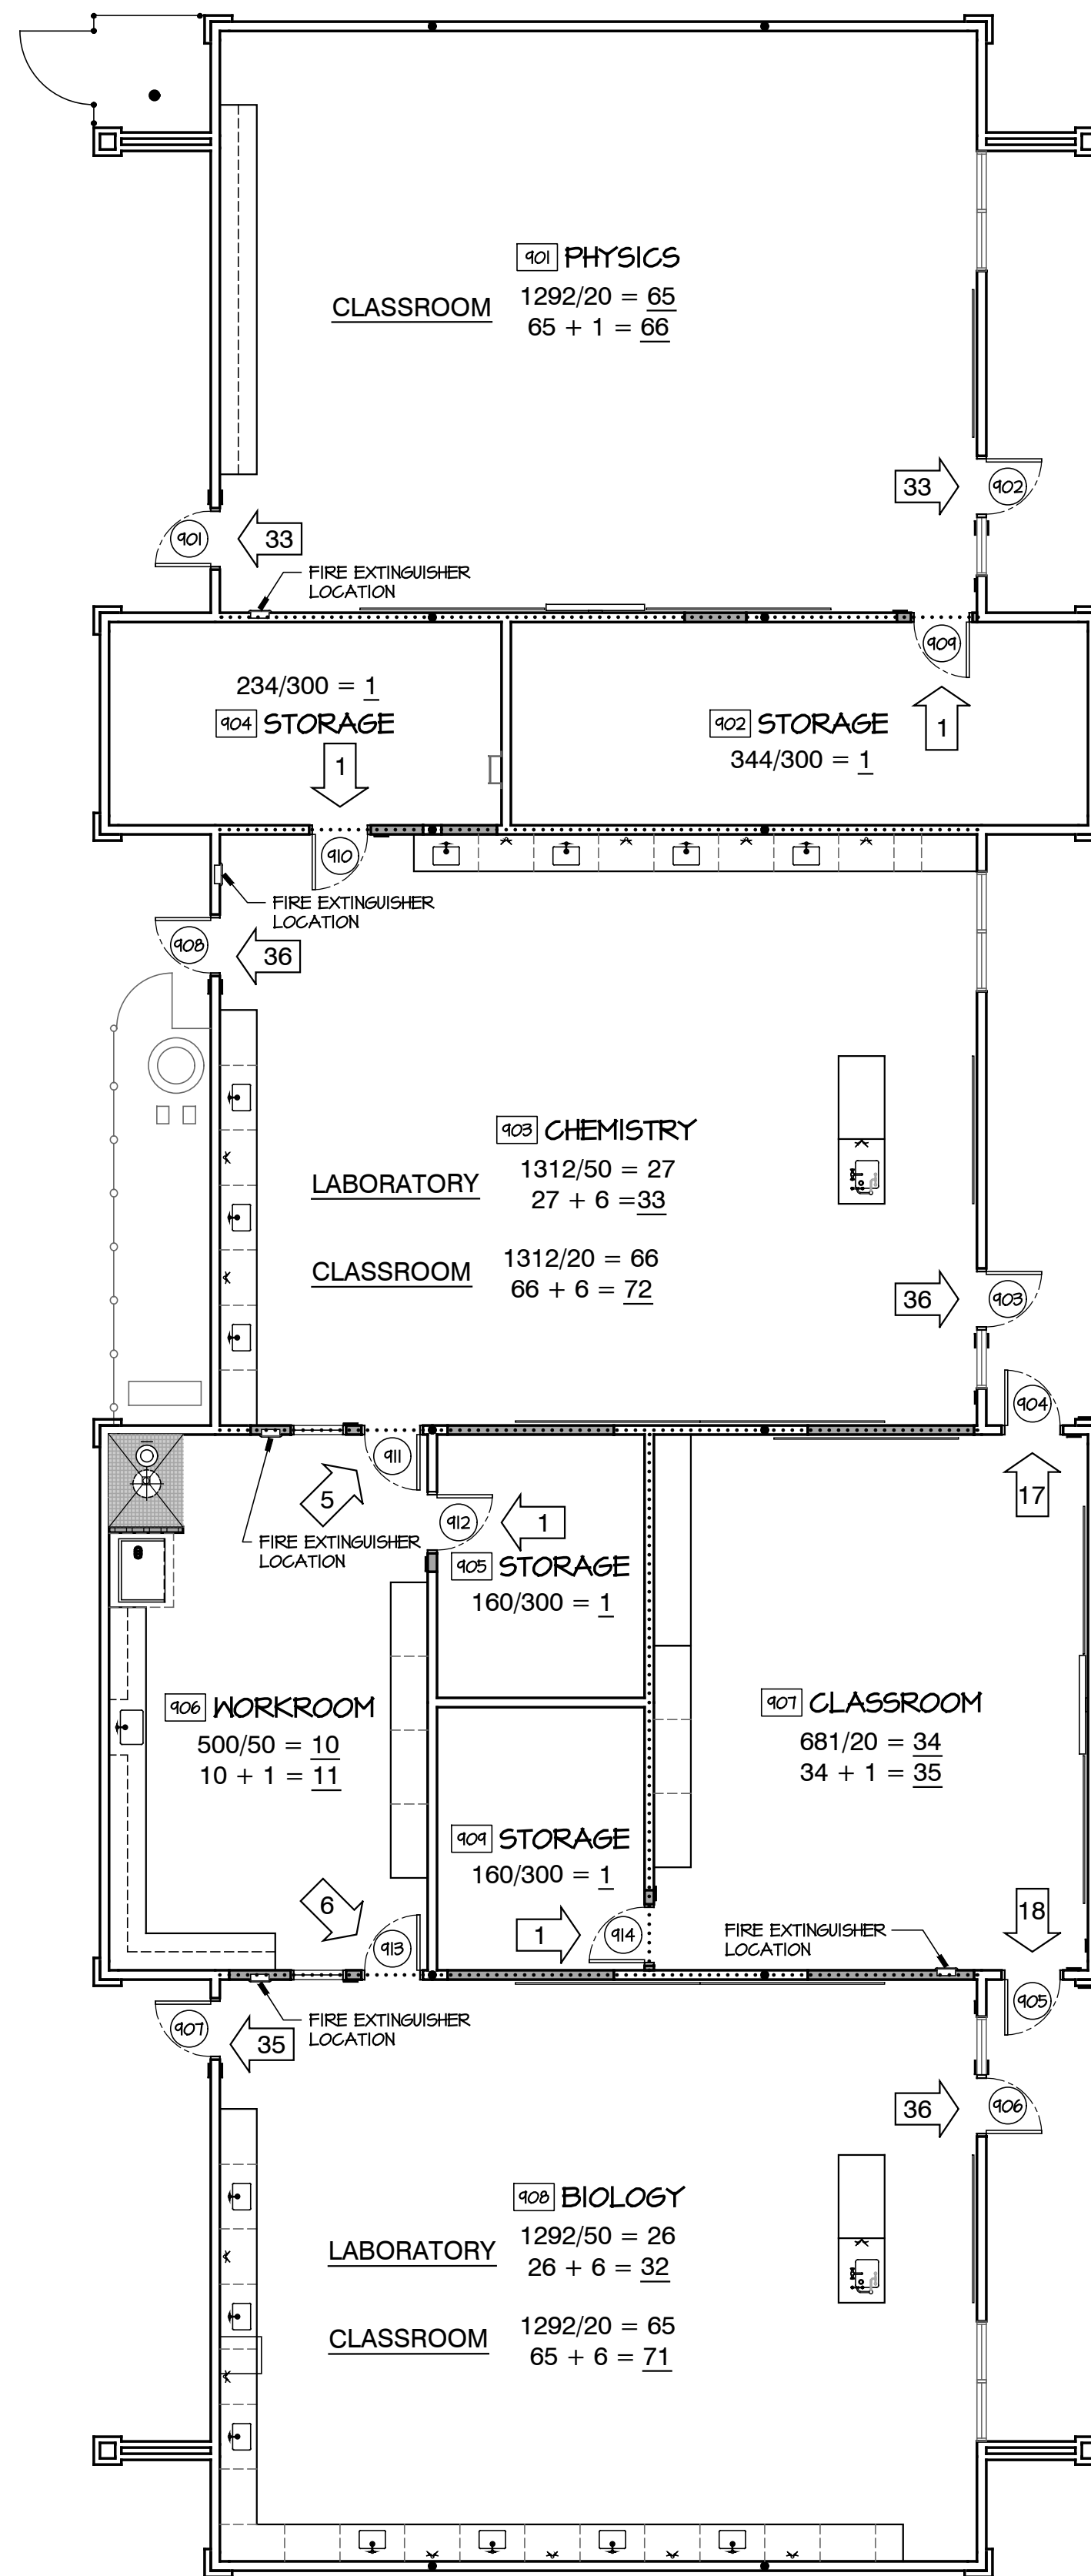 901 PHYSICS
CLASSROOM
1292/20 = 65
65 + 1 = 66
33
902
901
33
FIRE EXTINGUISHER
LOCATION
909
1
234/300 = 1
904 STORAGE
1
902 STORAGE
344/300 = 1
910
FIRE EXTINGUISHER
LOCATION
908
36
903 CHEMISTRY
LABORATORY
1312/50 = 27
27 + 6 =33
CLASSROOM
1312/20 = 66
66 + 6 = 72
36
903
904
17
911
5
912
1
FIRE EXTINGUISHER
LOCATION
905 STORAGE
160/300 = 1
906 WORKROOM
500/50 = 10
10 + 1 = 11
907 CLASSROOM
681/20 = 34
34 + 1 = 35
909 STORAGE
160/300 = 1
6
913
1
914
FIRE EXTINGUISHER
LOCATION
18
905
907
35
FIRE EXTINGUISHER
LOCATION
36
906
908 BIOLOGY
LABORATORY
1292/50 = 26
26 + 6 = 32
CLASSROOM
1292/20 = 65
65 + 6 = 71